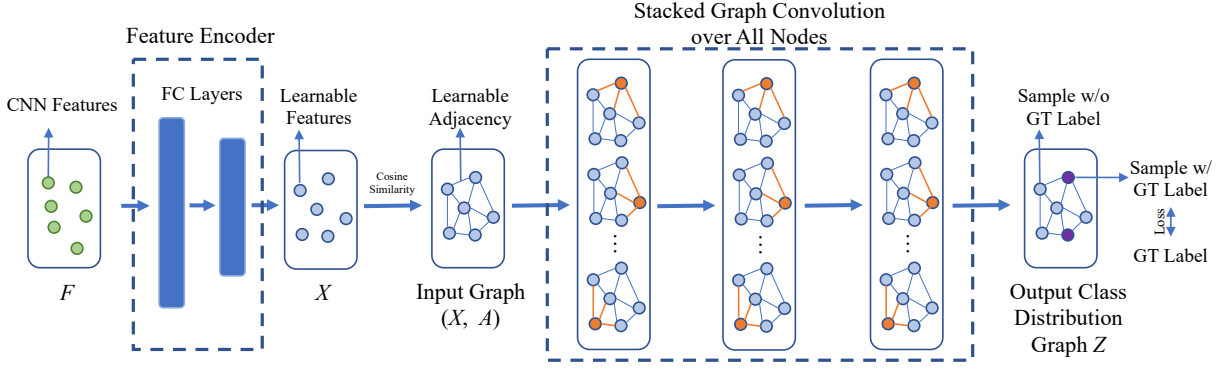 Stacked Graph Convolution
over All Nodes
Feature Encoder
FC Layers
CNN Features
Learnable
Features
Learnable
Adjacency
Cosine
Similarity
Sample w/o
GT Label
Sample w/
GT Label
Loss
GT Label
F
X
Input Graph
(X, A)
Output Class
Distribution
Graph Z